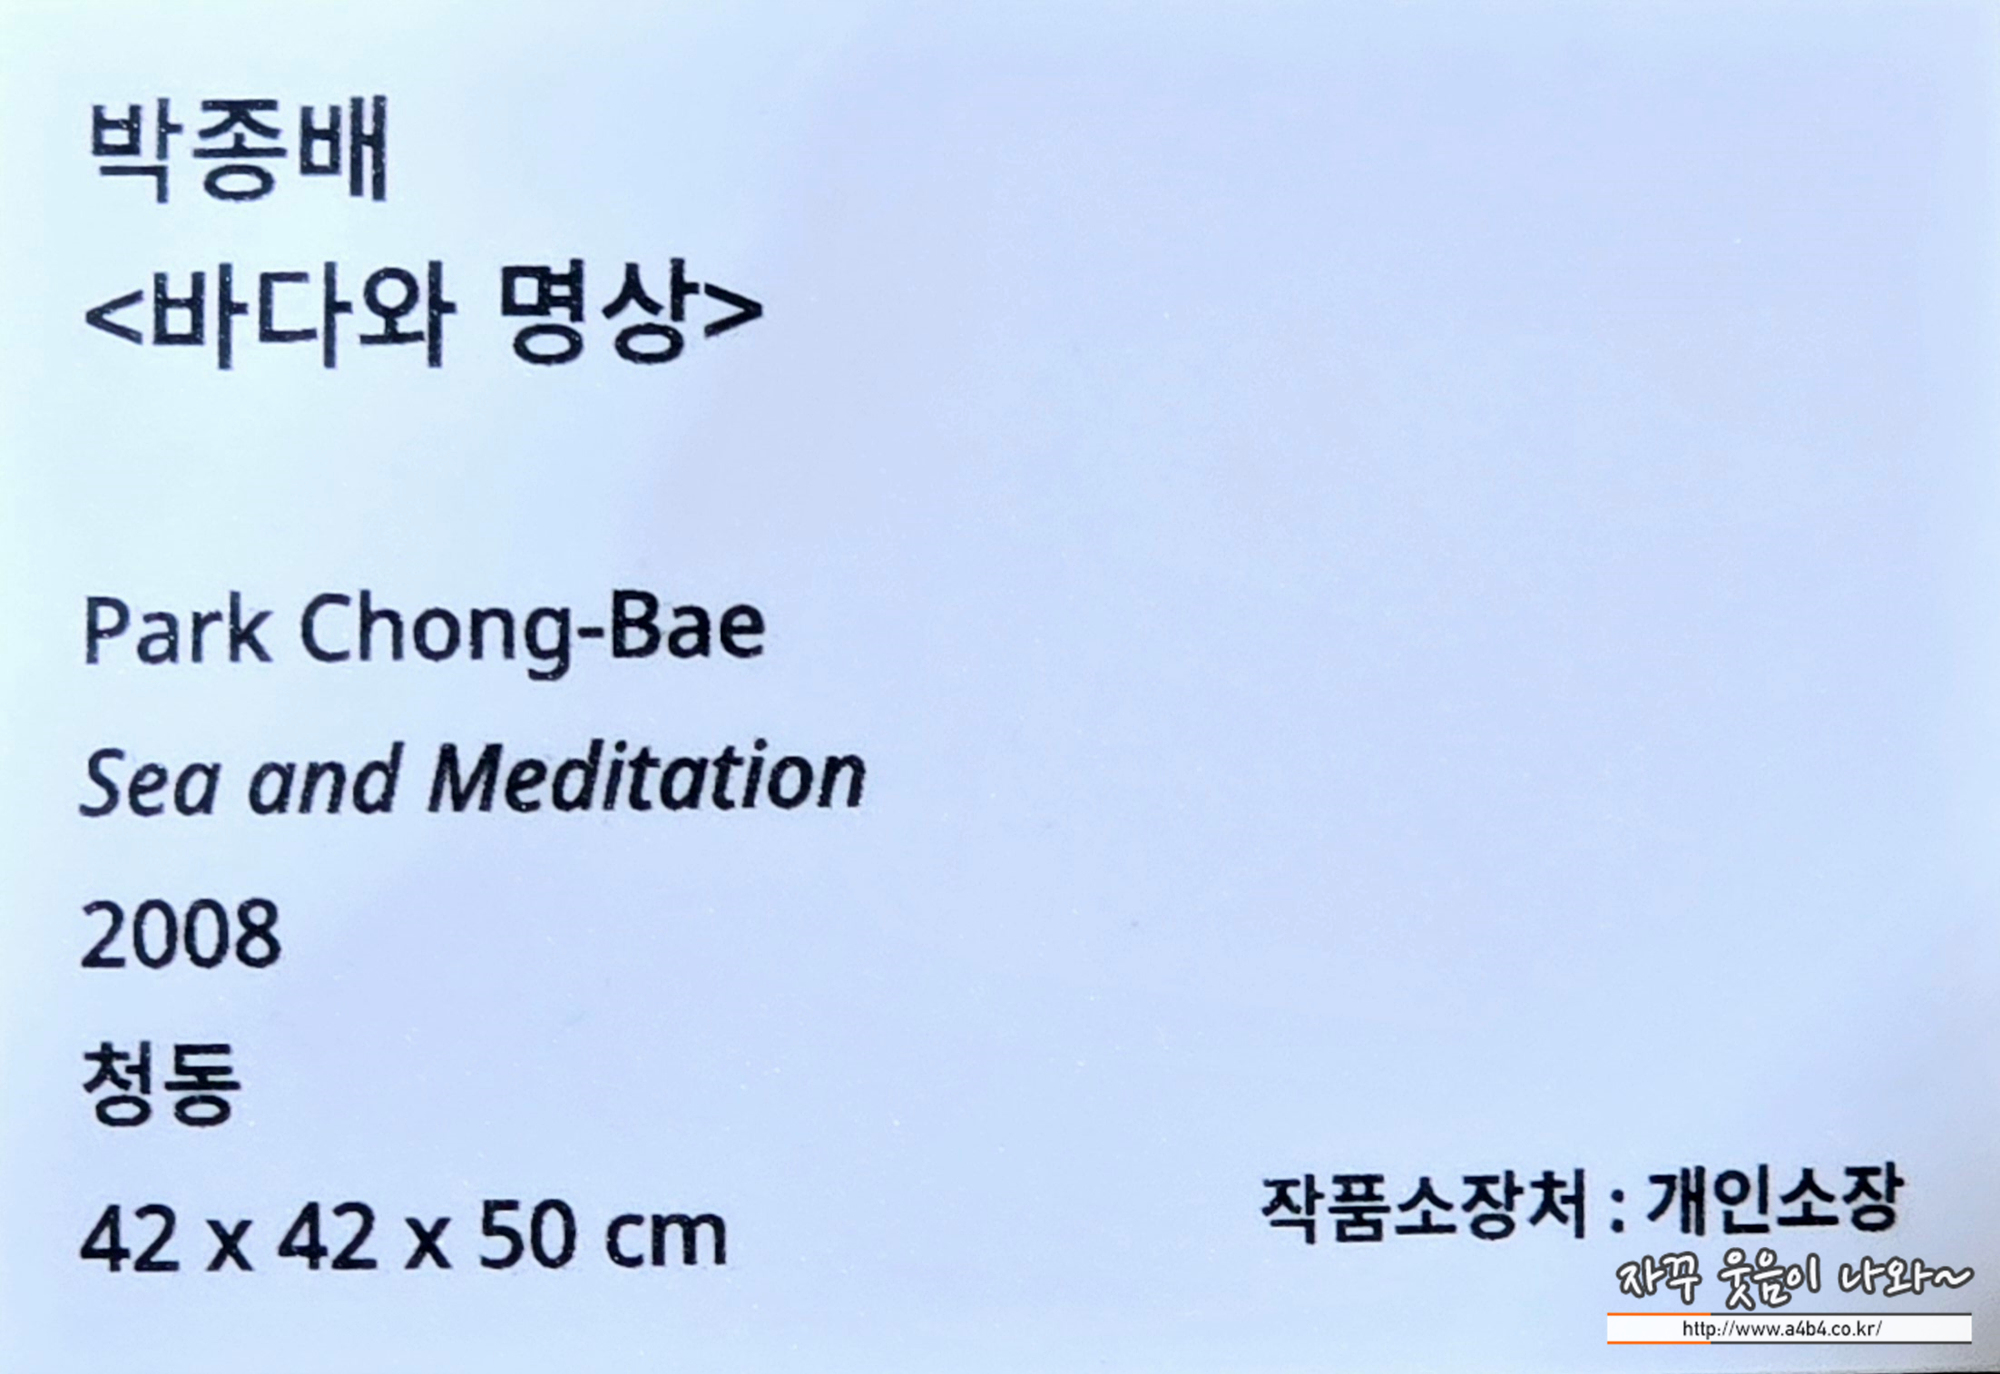 박종배
<바다와 명상>
Park Chong-Bae
Sea and Meditation
2008
청동
42 x 42 x 50 cm
작품소장처 : 개인소장
자꾸 웃음이 나와~
http://www.a4b4.co.kr/